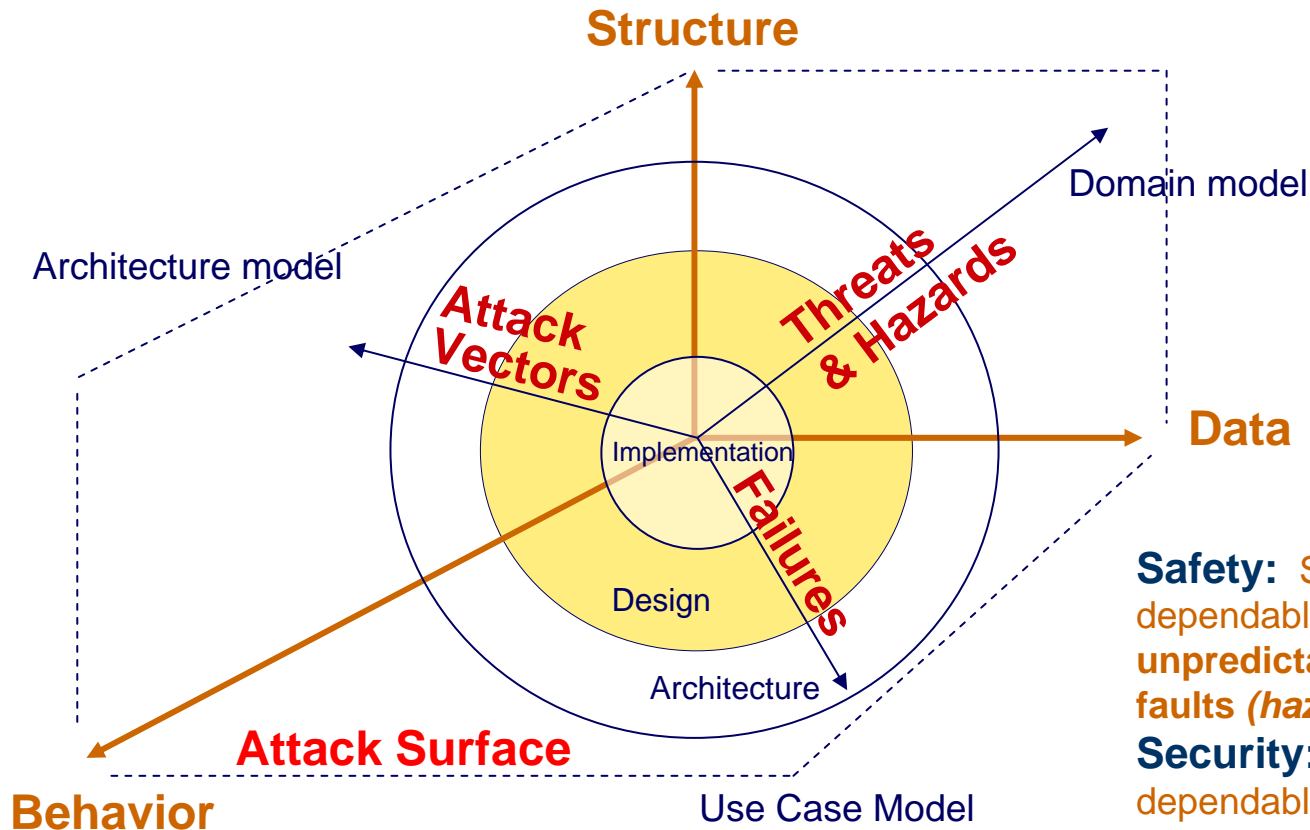 Structure
Domain model
Architecture model
Threats
& Hazards
Attack
Vectors
Data
Implementation
Failures
Design
Architecture
Safety:
dependabl
unpredicta
faults (haz
Security:
dependabl
Attack Surface
Behavior
Use Case Model